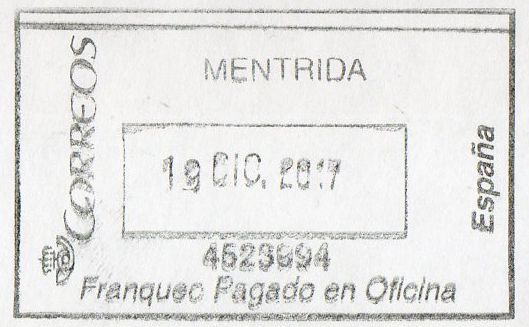 CORREOS
MENTRIDA
19 DIC. 2017
4523994
Franqueo Pagado en Oficina
España